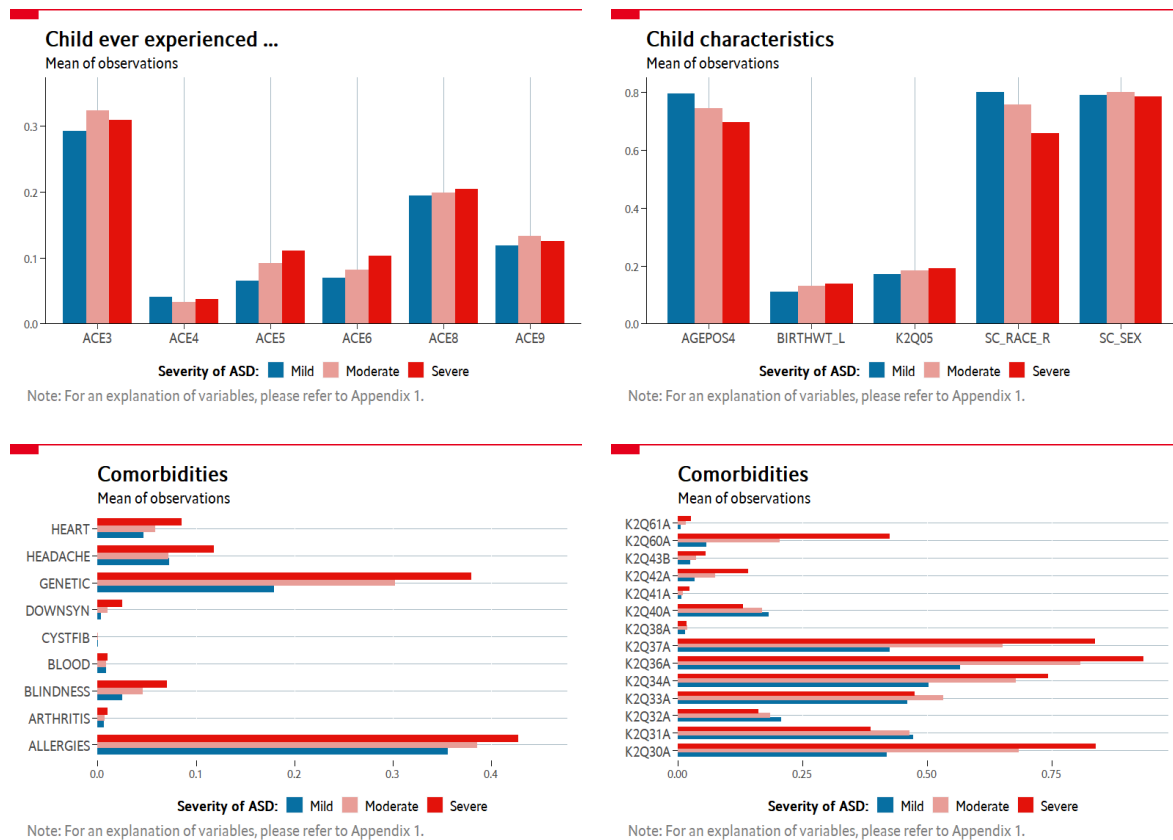 Child ever experienced ...
Mean of observations
0.3
0.2
0.1
0.0
ACE3 ACE4 ACE5 ACE6 ACE8 ACE9
Severity of ASD: Mild Moderate Severe
Note: For an explanation of variables, please refer to Appendix 1.
Child characteristics
Mean of observations
0.8
0.6
0.4
0.2
0.0
AGEPOS4 BIRTHWT_L K2Q05 SC_RACE_R SC_SEX
Severity of ASD: Mild Moderate Severe
Note: For an explanation of variables, please refer to Appendix 1.
Comorbidities
Mean of observations
HEART
HEADACHE
GENETIC
DOWNSYN
CYSTFIB
BLOOD
BLINDNESS
ARTHRITIS
ALLERGIES
0.0 0.1 0.2 0.3 0.4
Severity of ASD: Mild Moderate Severe
Note: For an explanation of variables, please refer to Appendix 1.
Comorbidities
Mean of observations
K2Q61A
K2Q60A
K2Q43B
K2Q42A
K2Q41A
K2Q40A
K2Q38A
K2Q37A
K2Q36A
K2Q34A
K2Q33A
K2Q32A
K2Q31A
K2Q30A
0.00 0.25 0.50 0.75
Severity of ASD: Mild Moderate Severe
Note: For an explanation of variables, please refer to Appendix 1.